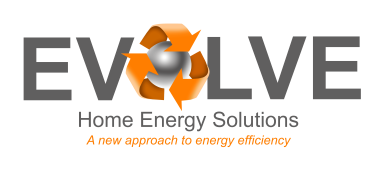 EVOLVE
Home Energy Solutions
A new approach to energy efficiency